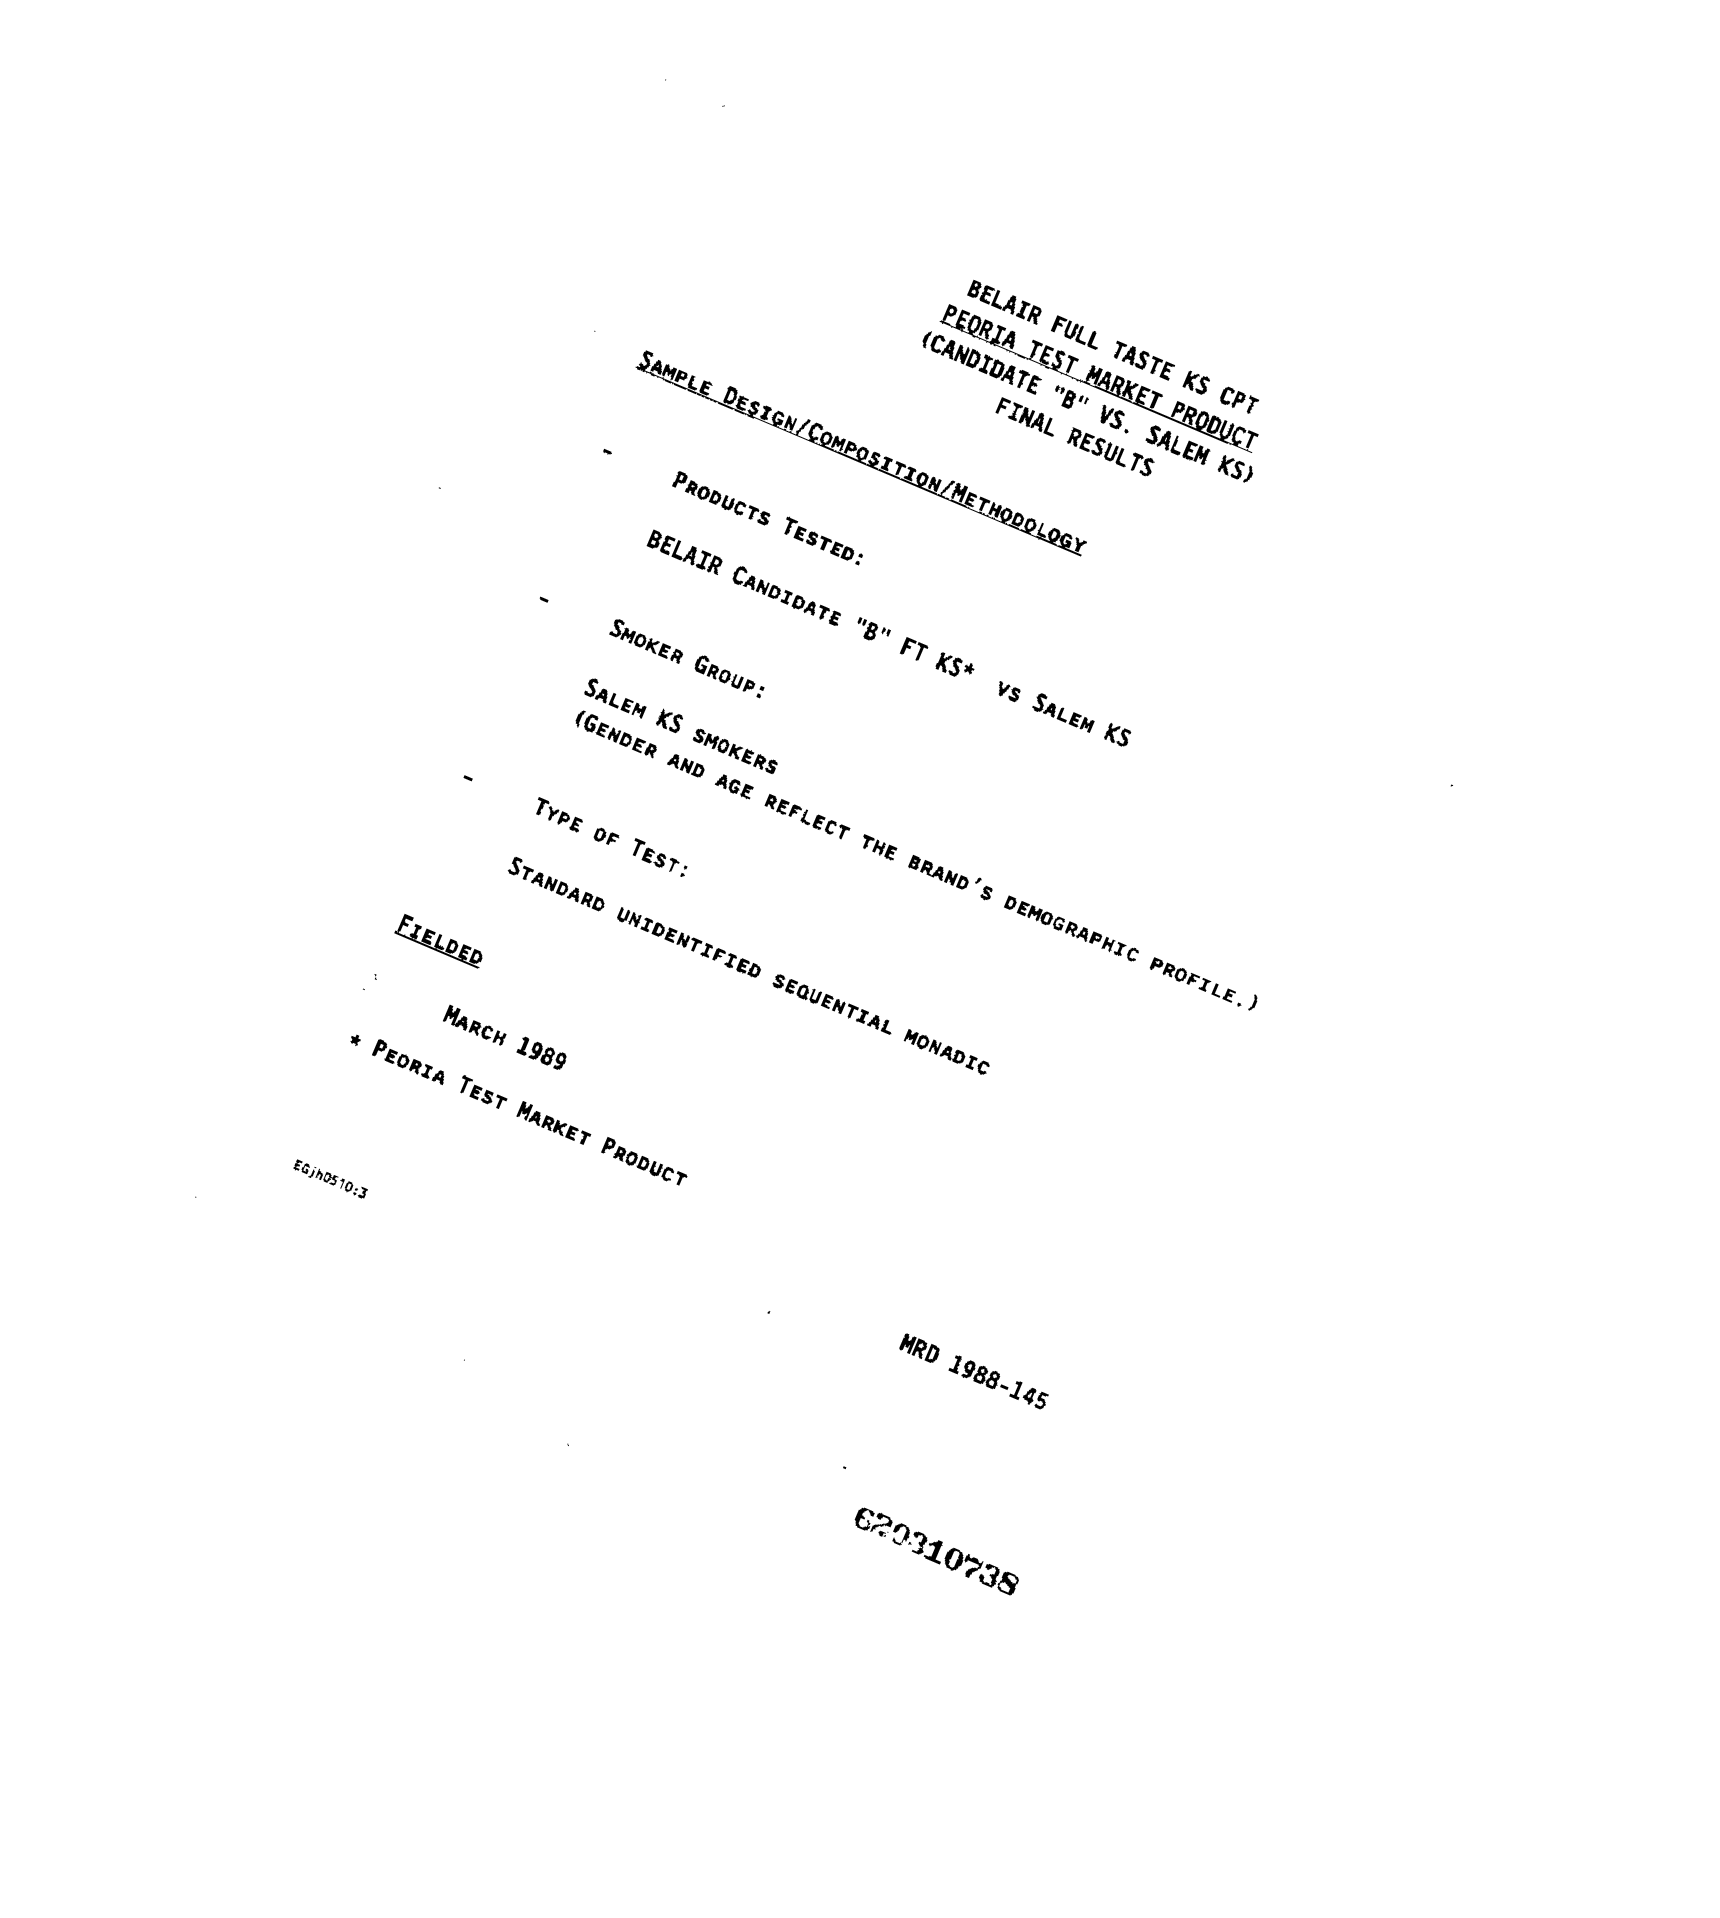 BELAIR FULL TASTE KS CPT
PEORIA TEST MARKET PRODUCT
(CANDIDATE "B" VS. SALEM KS)
FINAL RESULTS
SAMPLE DESIGN/COMPOSITION/METHODOLOGY
- PRODUCTS TESTED:
BELAIR CANDIDATE "B" FT KS* VS SALEM KS
- SMOKER GROUP:
SALEM KS SMOKERS
(GENDER AND AGE REFLECT THE BRAND'S DEMOGRAPHIC PROFILE.)
- TYPE OF TEST:
STANDARD UNIDENTIFIED SEQUENTIAL MONADIC
FIELDED
MARCH 1989
* PEORIA TEST MARKET PRODUCT
EGjh0510:3
MRD 1988-145
620310738